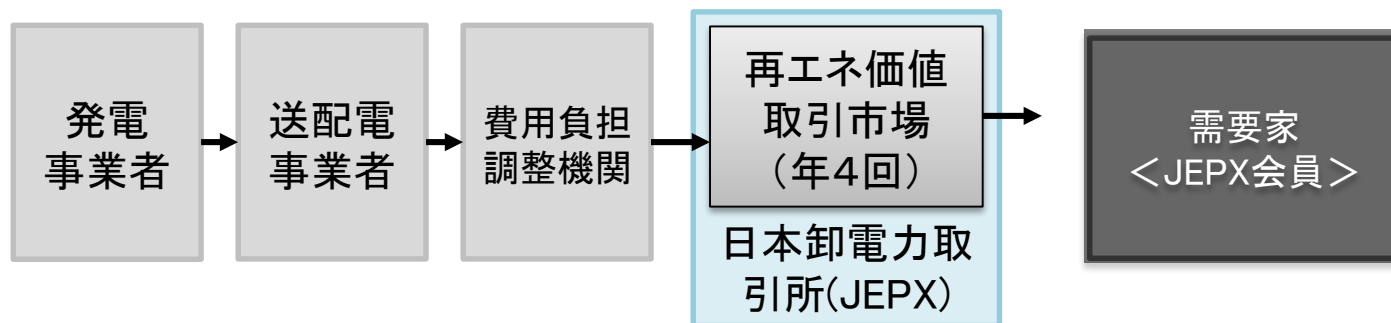 発電
事業者
送配電
事業者
費用負担
調整機関
再エネ価値
取引市場
（年４回）
日本卸電力取
引所(JEPX)
需要家
＜JEPX会員＞